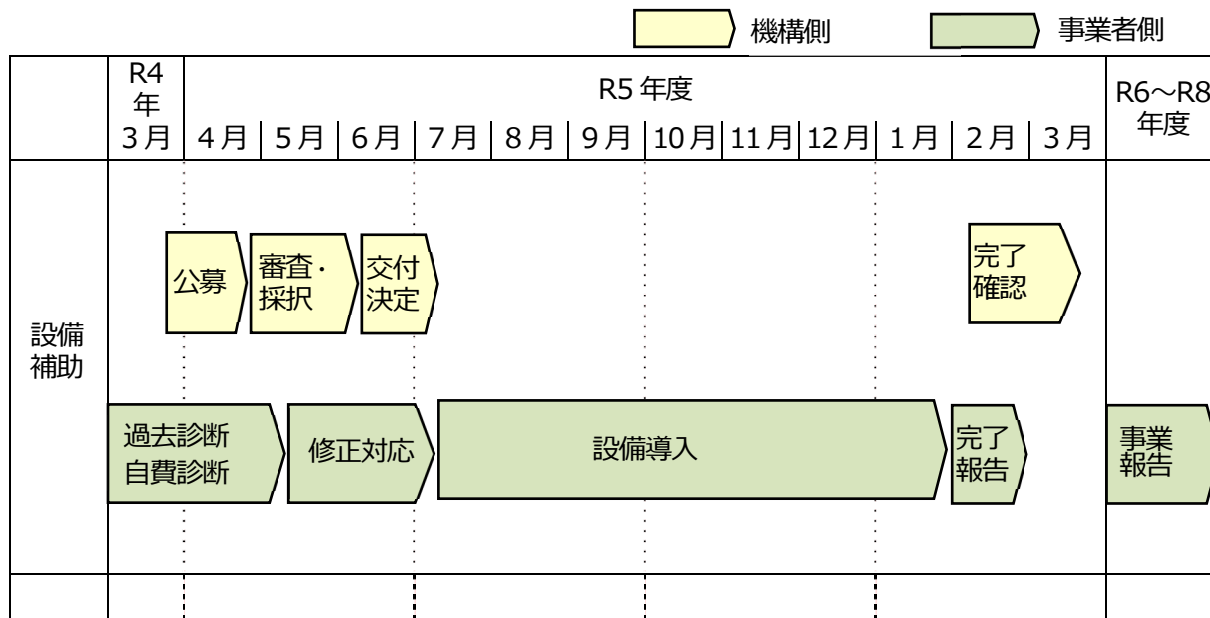 機構側
事業者側
R4
年
3月
R5年度
4月
5月
6月
7月
8月
9月
10月
11月
12月
1月
2月
3月
R6～R8
年度
設備
補助
公募
審査・
採択
交付
決定
完了
確認
過去診断
自費診断
修正対応
設備導入
完了
報告
事業
報告